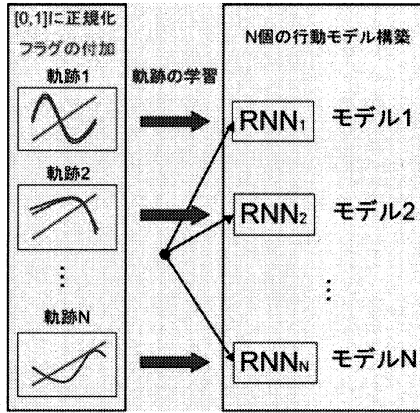 [0,1]に正規化
フラグの付加
軌跡1
軌跡2
⋮
軌跡N
軌跡の学習
N個の行動モデル構築
RNN₁ モデル1
RNN₂ モデル2
⋮
RNN_N モデルN